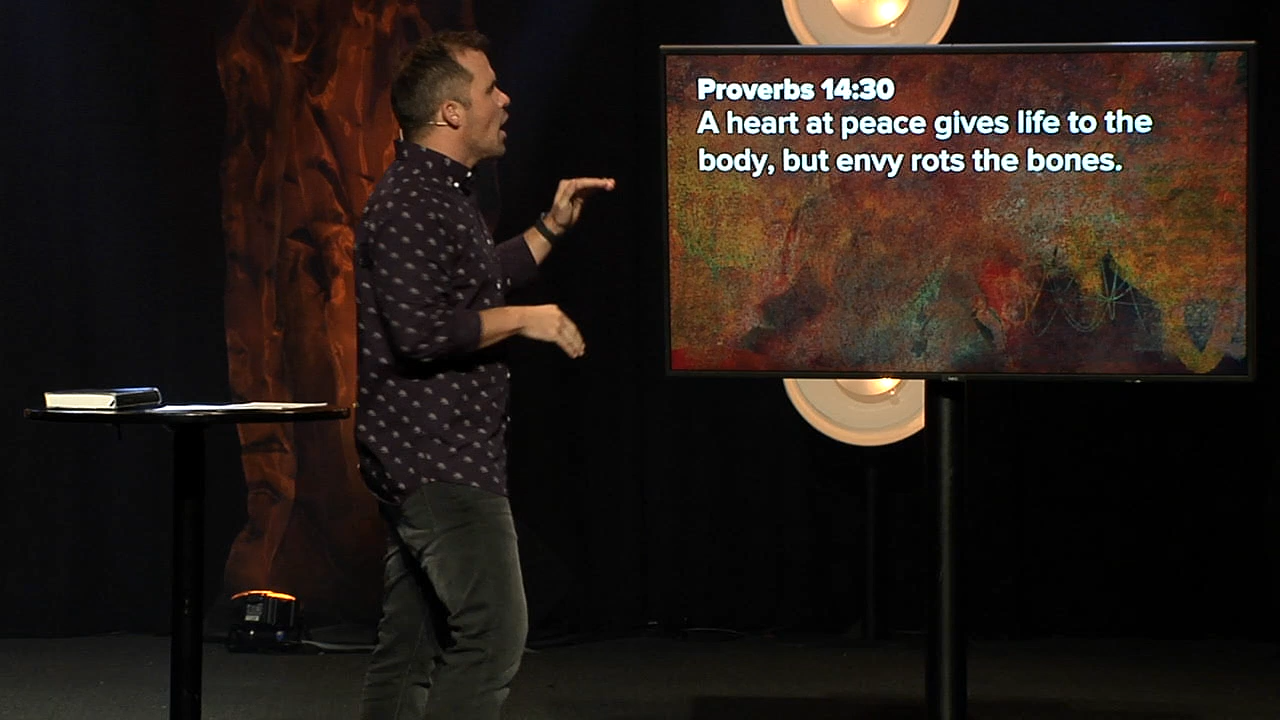 Proverbs 14:30
A heart at peace gives life to the
body, but envy rots the bones.